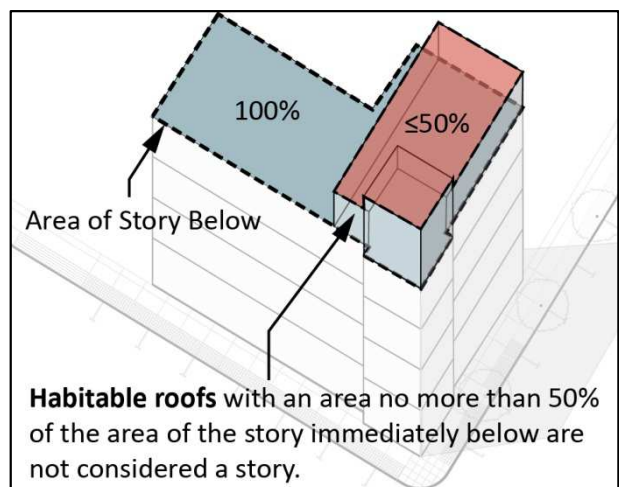 100%
≤50%
Area of Story Below
Habitable roofs with an area no more than 50%
of the area of the story immediately below are
not considered a story.